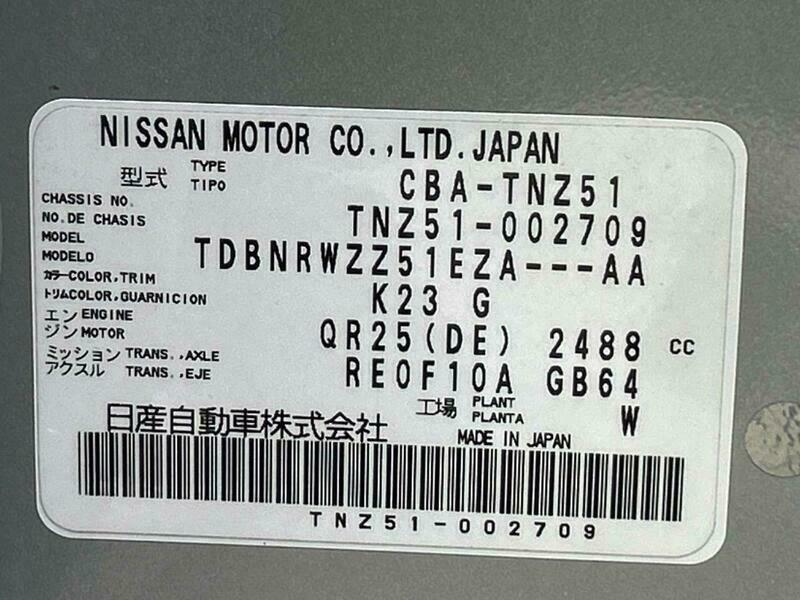 NISSAN MOTOR CO.,LTD.JAPAN
型式 TYPE TIPO CBA-TNZ51
CHASSIS NO.
NO.DE CHASIS TNZ51-002709
MODEL
MODELO TDBNRWZZ51EZA---AA
カラーCOLOR,TRIM
トリムCOLOR,GUARNICION K23 G
エンジン ENGINE MOTOR QR25(DE) 2488 CC
ミッション TRANS.,AXLE
アクスル TRANS.,EJE RE0F10A GB64
工場 PLANT PLANTA W
日産自動車株式会社 MADE IN JAPAN
TNZ51-002709